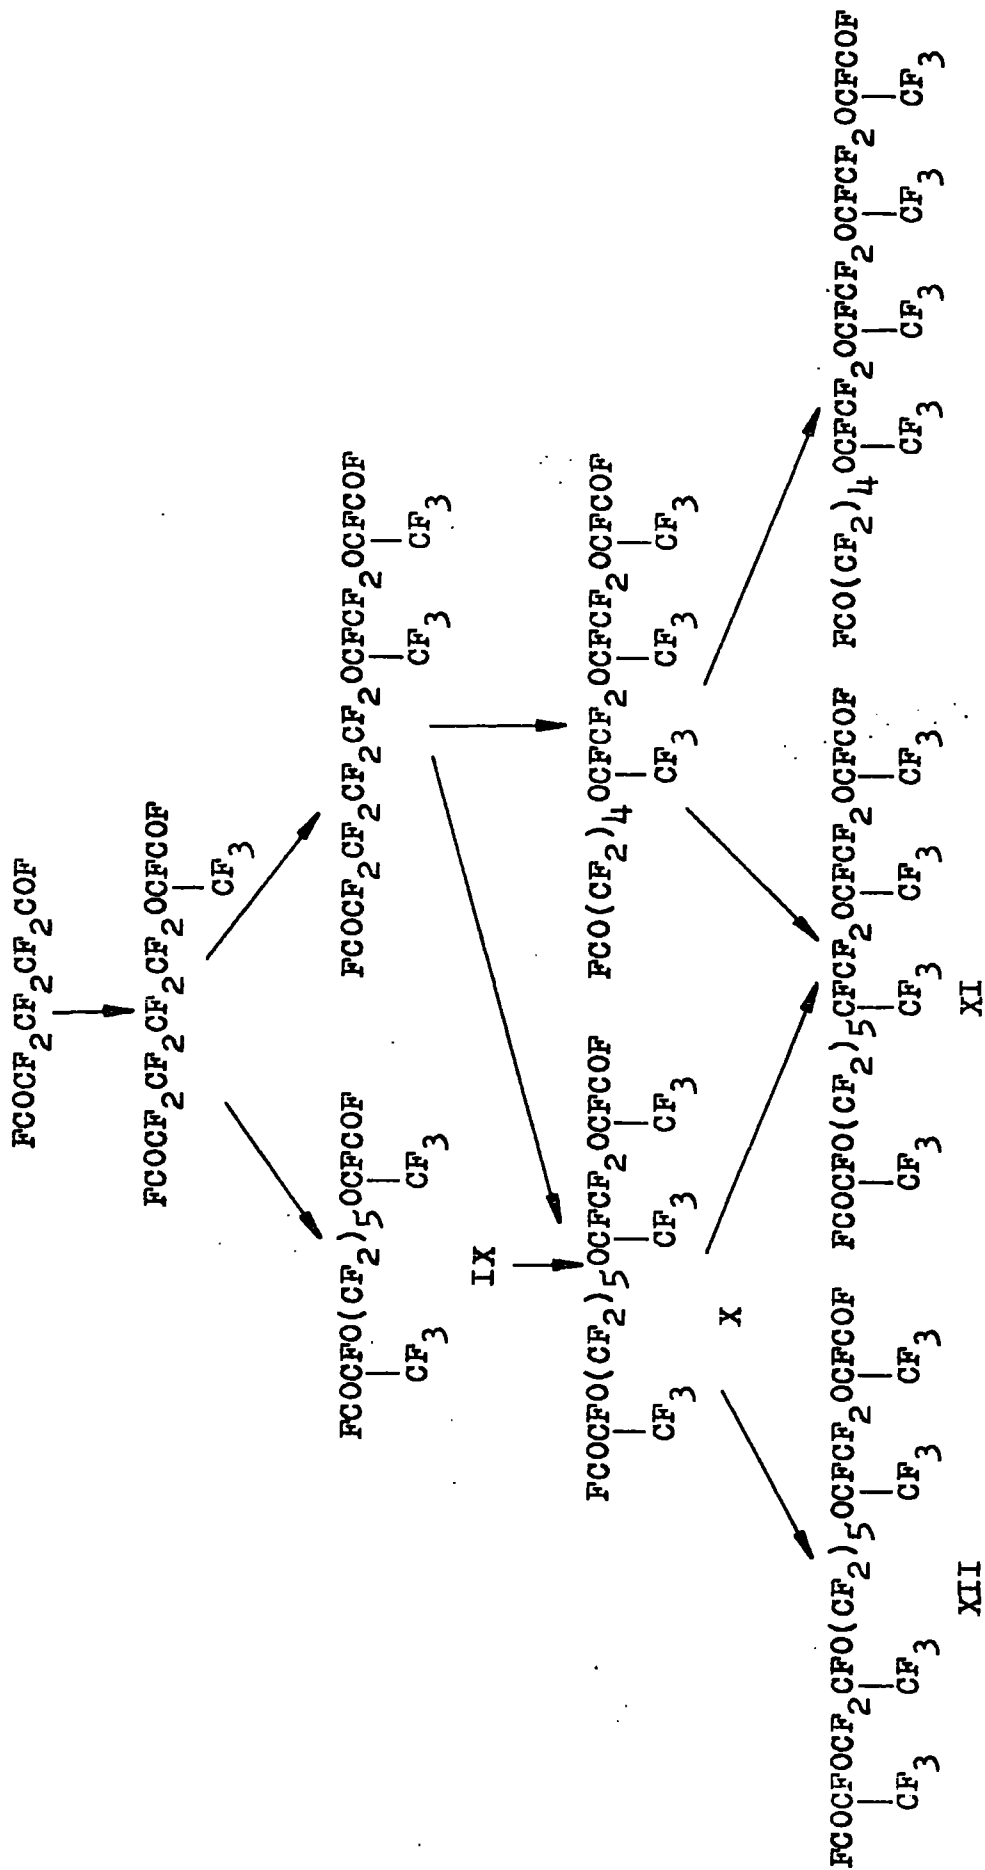 FCOCF₂CF₂CF₂COF
FCOCF₂CF₂CF₂CF₂OCFCOF
CF₃
FCOCFO(CF₂)₅OCFCOF FCOCF₂CF₂CF₂CF₂OCFCF₂OCFCOF
CF₃ CF₃ CF₃ CF₃
IX
FCOCFO(CF₂)₅OCFCF₂OCFCOF FCO(CF₂)₄OCFCF₂OCFCF₂OCFCOF
CF₃ CF₃ CF₃ CF₃ CF₃ CF₃
X
FCOCFOCF₂CFO(CF₂)₅OCFCF₂OCFCOF FCOCFO(CF₂)₅CFCF₂OCFCF₂OCFCOF FCO(CF₂)₄OCFCF₂OCFCF₂OCFCF₂OCFCOF
CF₃ CF₃ CF₃ CF₃ CF₃ CF₃ CF₃ CF₃ CF₃ CF₃ CF₃ CF₃
XII XI